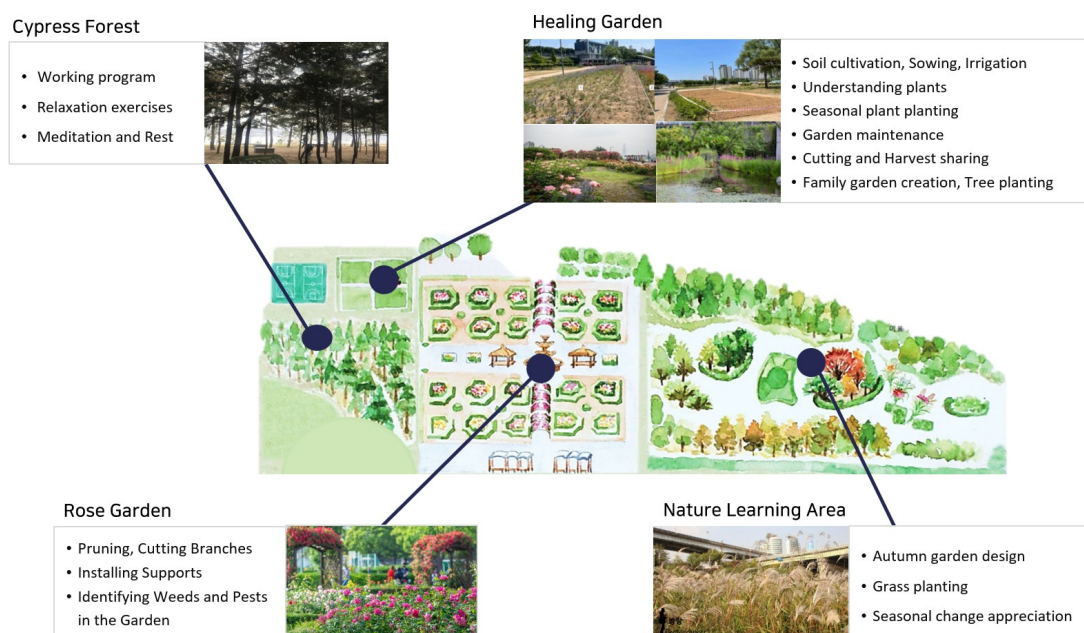 Cypress Forest
• Working program
• Relaxation exercises
• Meditation and Rest
Healing Garden
• Soil cultivation, Sowing, Irrigation
• Understanding plants
• Seasonal plant planting
• Garden maintenance
• Cutting and Harvest sharing
• Family garden creation, Tree planting
Rose Garden
• Pruning, Cutting Branches
• Installing Supports
• Identifying Weeds and Pests
in the Garden
Nature Learning Area
• Autumn garden design
• Grass planting
• Seasonal change appreciation